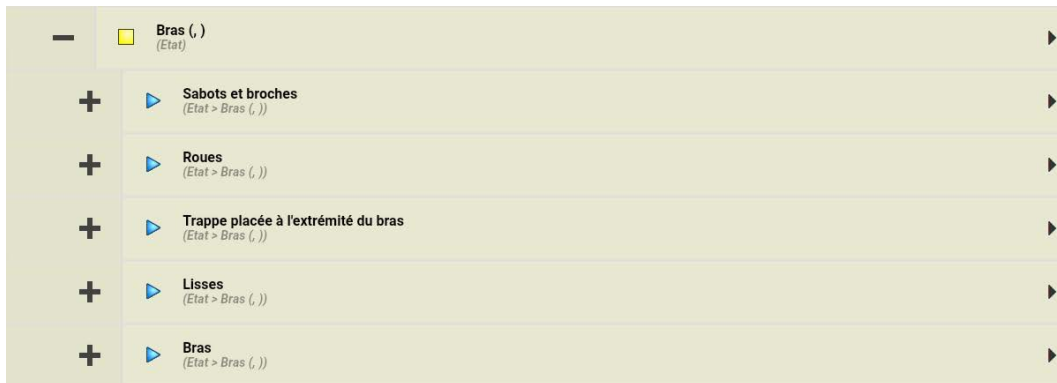 Bras (, )
(Etat)
Sabots et broches
(Etat > Bras (, ))
Roues
(Etat > Bras (, ))
Trappe placée à l'extrémité du bras
(Etat > Bras (, ))
Lisses
(Etat > Bras (, ))
Bras
(Etat > Bras (, ))